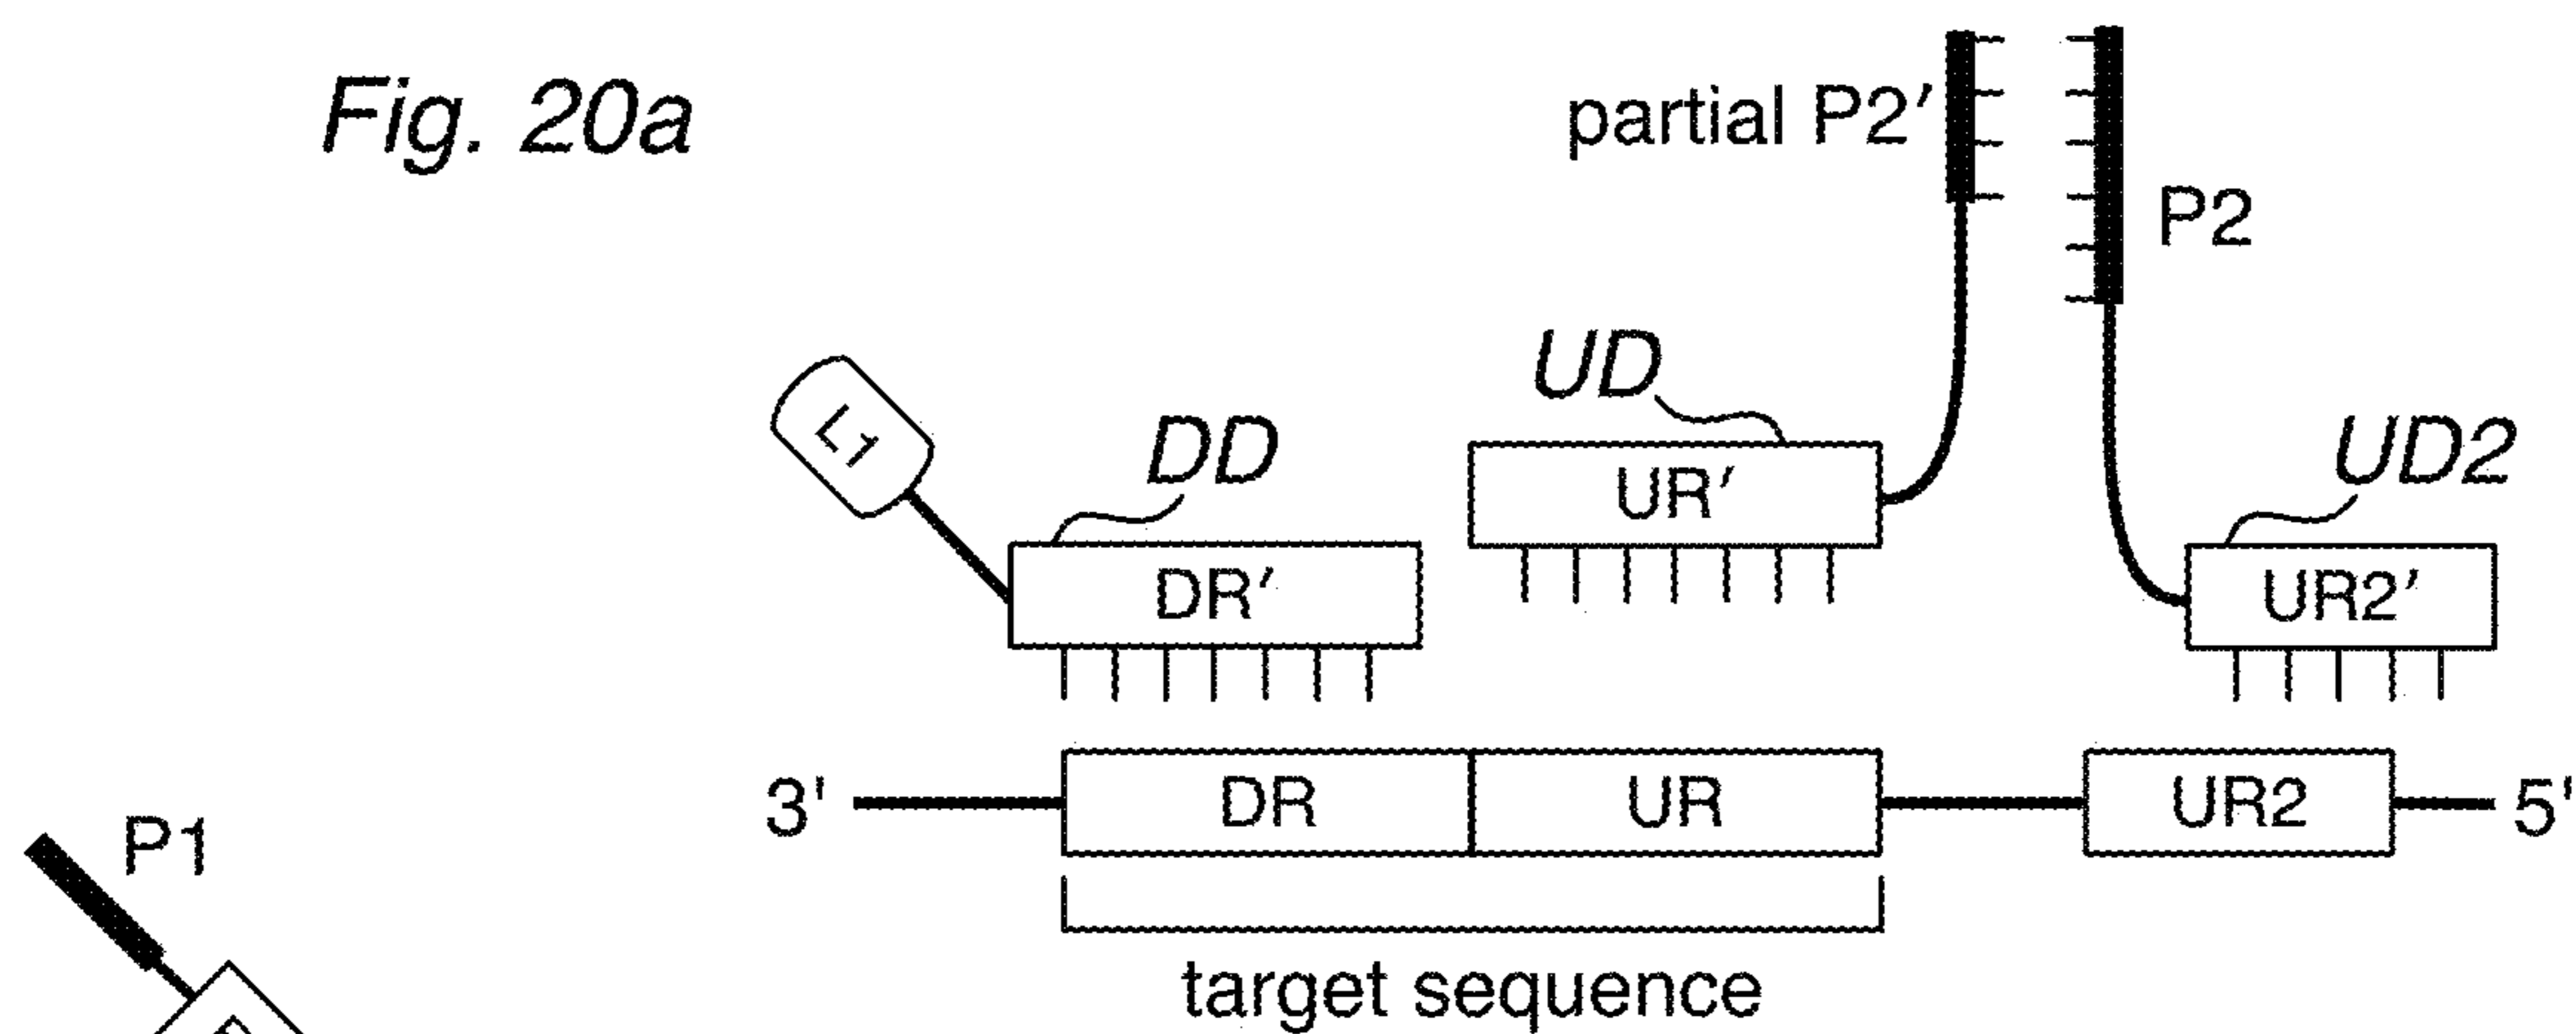 Fig. 20a
partial P2'
P2
UD
L1
DD
UD2
UR'
DR'
UR2'
3'
DR
UR
UR2
5'
P1
target sequence